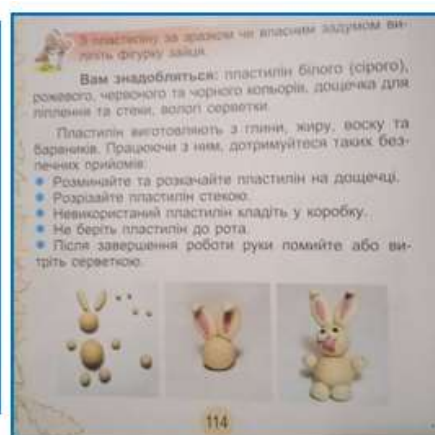 З пластиліну за зразком чи власним задумом ви-
ліпіть фігурку зайця.
Вам знадобляться: пластилін білого (сірого),
рожевого, червоного та чорного кольорів, дощечка для
ліплення та стеки, вологі серветки.
Пластилін виготовляють з глини, жиру, воску та
барвників. Працюючи з ним, дотримуйтеся таких без-
печних прийомів:
• Розминайте та розкачайте пластилін на дощечці.
• Розрізайте пластилін стекою.
• Невикористаний пластилін кладіть у коробку.
• Не беріть пластилін до рота.
• Після завершення роботи руки помийте або ви-
тріть серветкою.
114